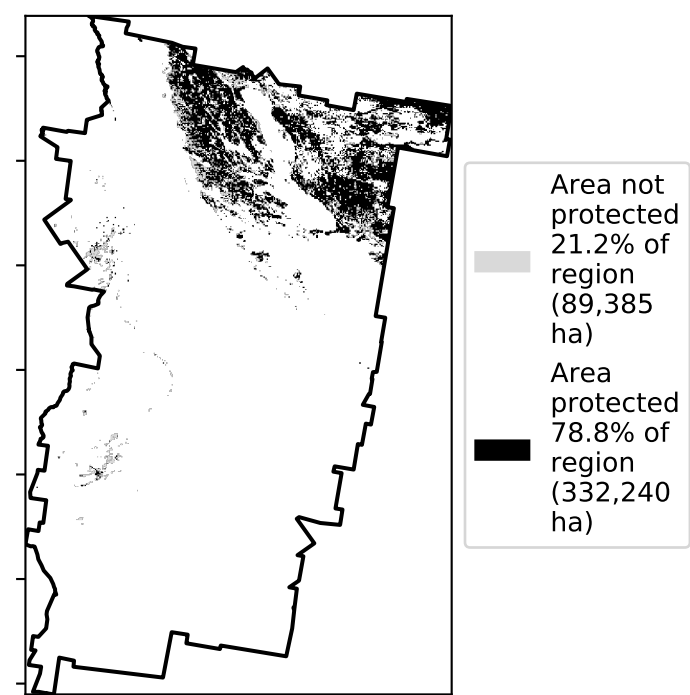 Area not
protected
21.2% of
region
(89,385
ha)
Area
protected
78.8% of
region
(332,240
ha)